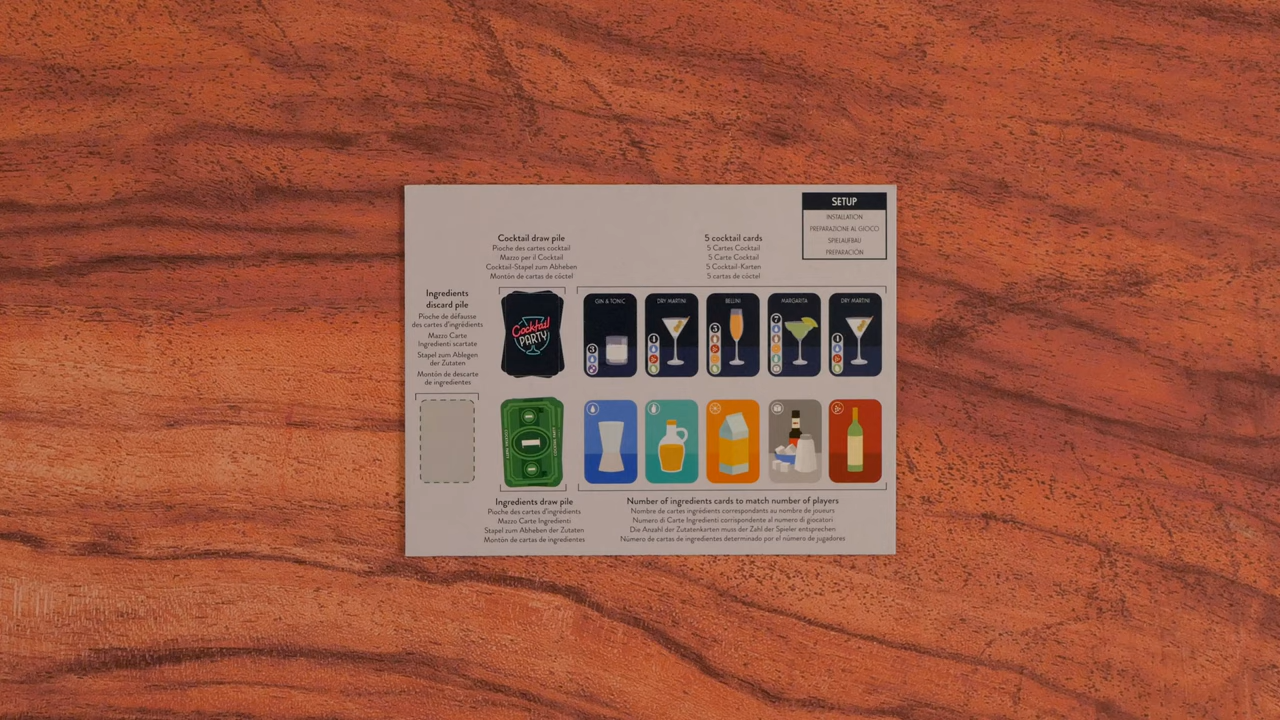 SETUP
INSTALLATION
PREPARAZIONE AL GIOCO
SPIELAUFBAU
PREPARACIÓN
Cocktail draw pile
Pioche des cartes cocktail
Mazzo per il Cocktail
Cocktail-Stapel zum Abheben
Montón de cartas de cóctel
5 cocktail cards
5 Cartes Cocktail
5 Carte Cocktail
5 Cocktail-Karten
5 cartas de cóctel
Ingredients
discard pile
Pioche de défausse
des cartes d'ingrédients
Mazzo Carte
Ingredienti scartate
Stapel zum Ablegen
der Zutaten
Montón de descarte
de ingredientes
Cocktail
PARTY
GIN & TONIC
3
DRY MARTINI
4
BELLINI
5
MARGARITA
7
DRY MARTINI
4
1
Ingredients draw pile
Pioche des cartes d'ingrédients
Mazzo Carte Ingredienti
Stapel zum Abheben der Zutaten
Montón de cartas de ingredientes
Number of ingredients cards to match number of players
Nombre de cartes ingrédients correspondants au nombre de joueurs
Numero di Carte Ingredienti corrispondente al numero di giocatori
Die Anzahl der Zutatenkarten muss der Zahl der Spieler entsprechen
Número de cartas de ingredientes determinado por el número de jugadores